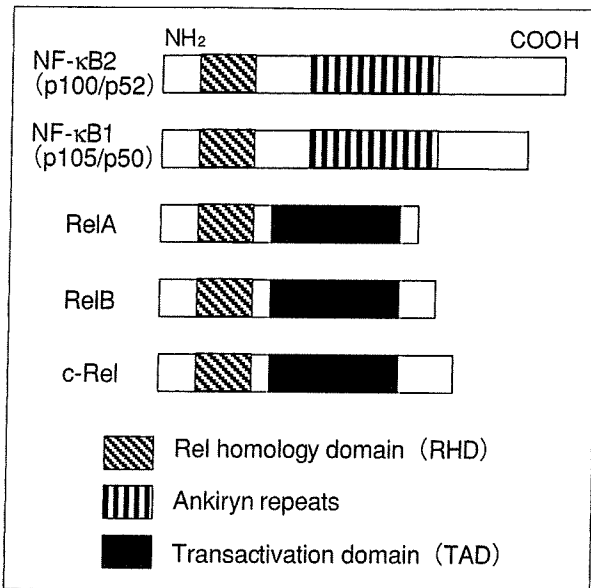 NH₂ COOH
NF-κB2
(p100/p52)
NF-κB1
(p105/p50)
RelA
RelB
c-Rel
Rel homology domain (RHD)
Ankiryn repeats
Transactivation domain (TAD)